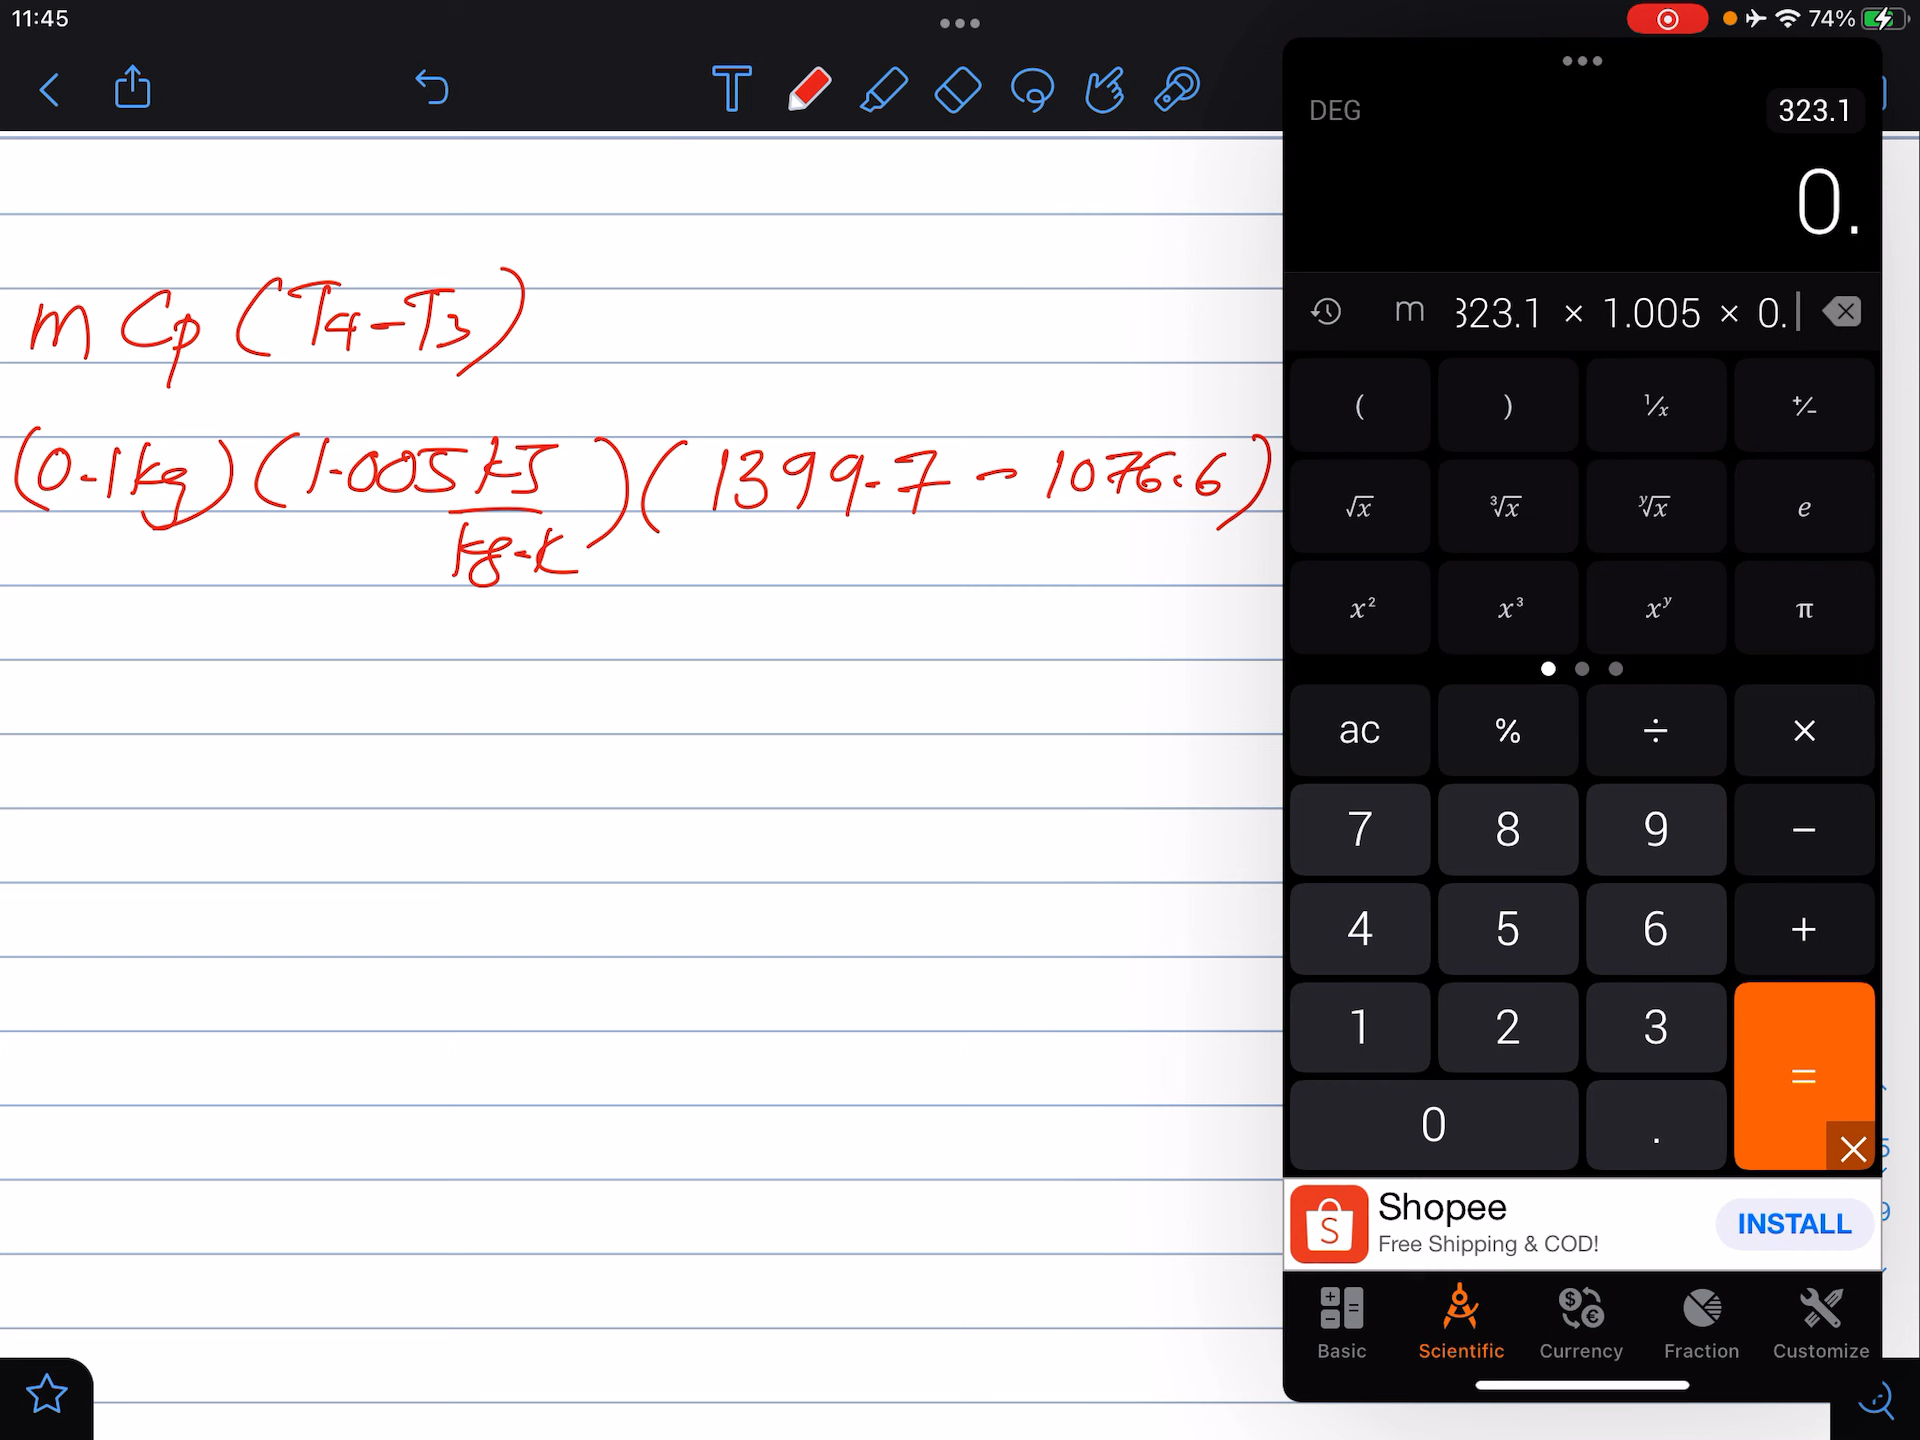 11:45
74%
DEG
323.1
0.
m 323.1 × 1.005 × 0.
m Cp (T4-T3)
(0.1kg) (1.005 kJ/kg-K) (1399.7 - 1076.6)
( ) 1/x +/-
√x ³√x ʸ√x e
x² x³ xʸ π
ac % ÷ ×
7 8 9 −
4 5 6 +
1 2 3 =
0 .
Shopee
Free Shipping & COD!
INSTALL
Basic Scientific Currency Fraction Customize